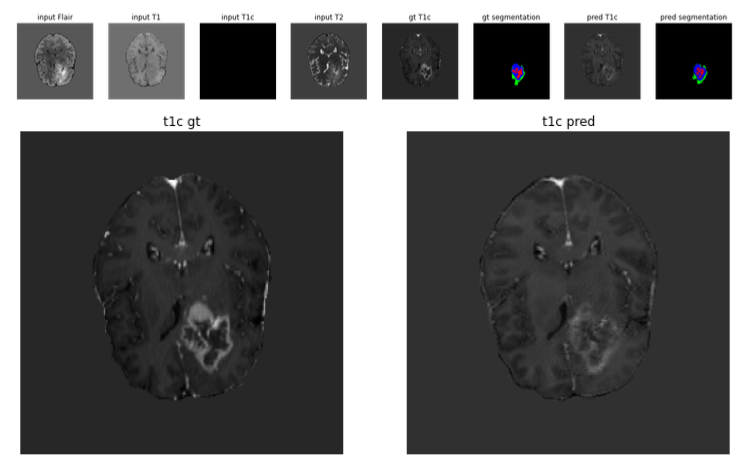 input Flair
input T1
input T1c
input T2
gt T1c
gt segmentation
pred T1c
pred segmentation
t1c gt
t1c pred